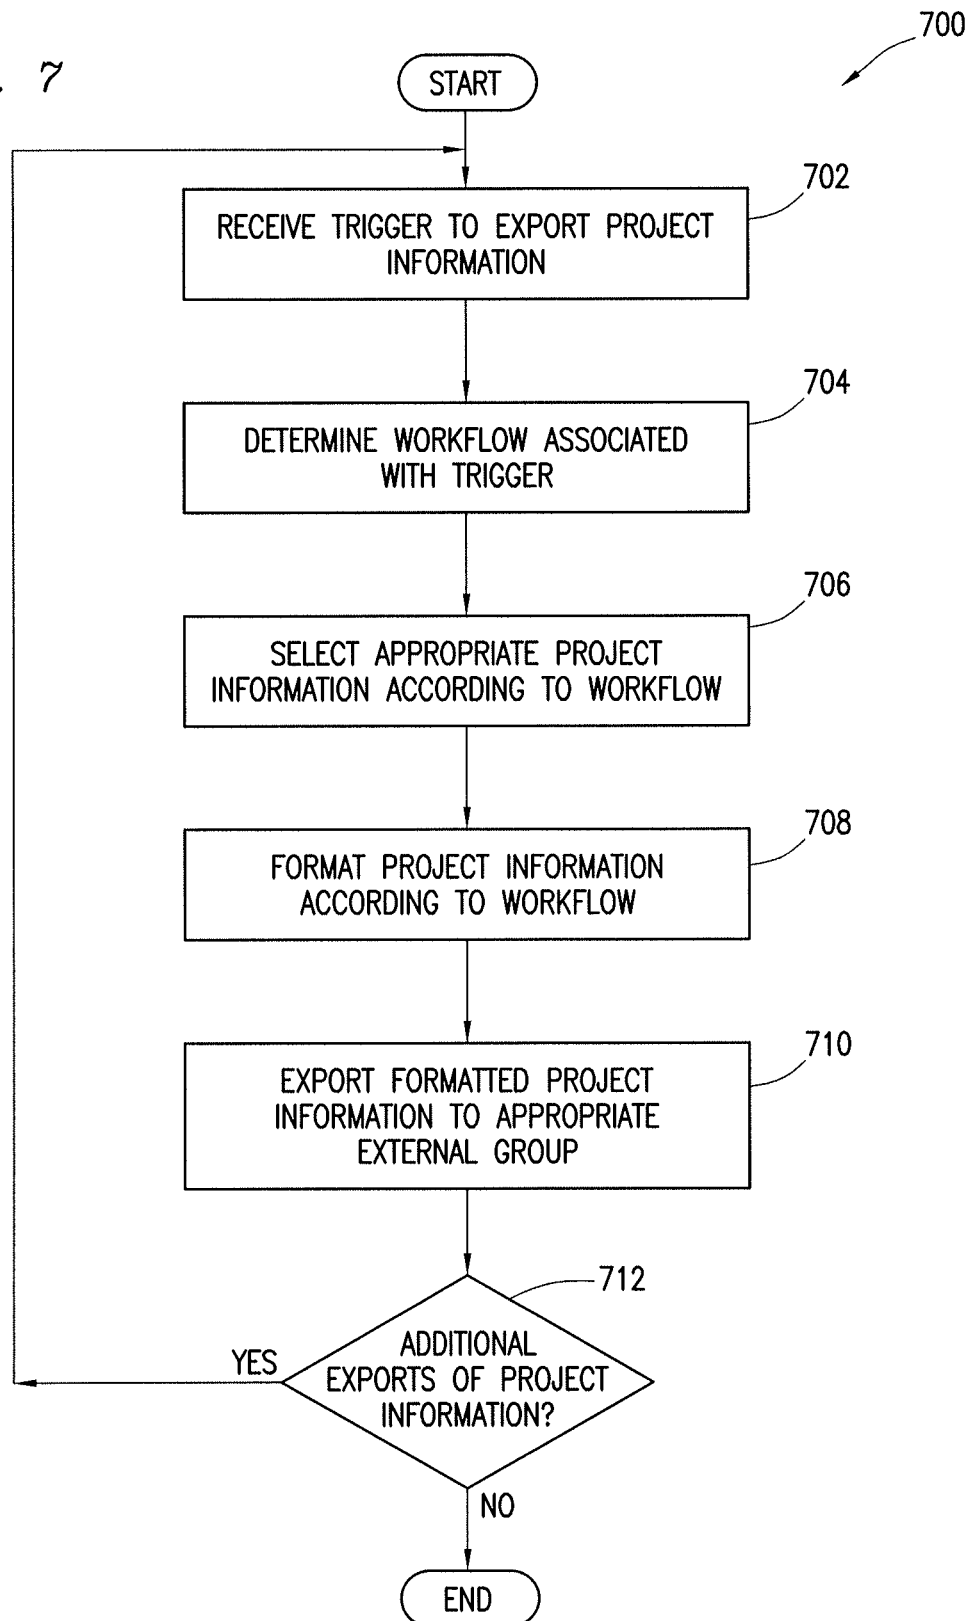 700
. 7
START
702
RECEIVE TRIGGER TO EXPORT PROJECT
INFORMATION
704
DETERMINE WORKFLOW ASSOCIATED
WITH TRIGGER
706
SELECT APPROPRIATE PROJECT
INFORMATION ACCORDING TO WORKFLOW
708
FORMAT PROJECT INFORMATION
ACCORDING TO WORKFLOW
710
EXPORT FORMATTED PROJECT
INFORMATION TO APPROPRIATE
EXTERNAL GROUP
712
ADDITIONAL
EXPORTS OF PROJECT
INFORMATION?
YES
NO
END